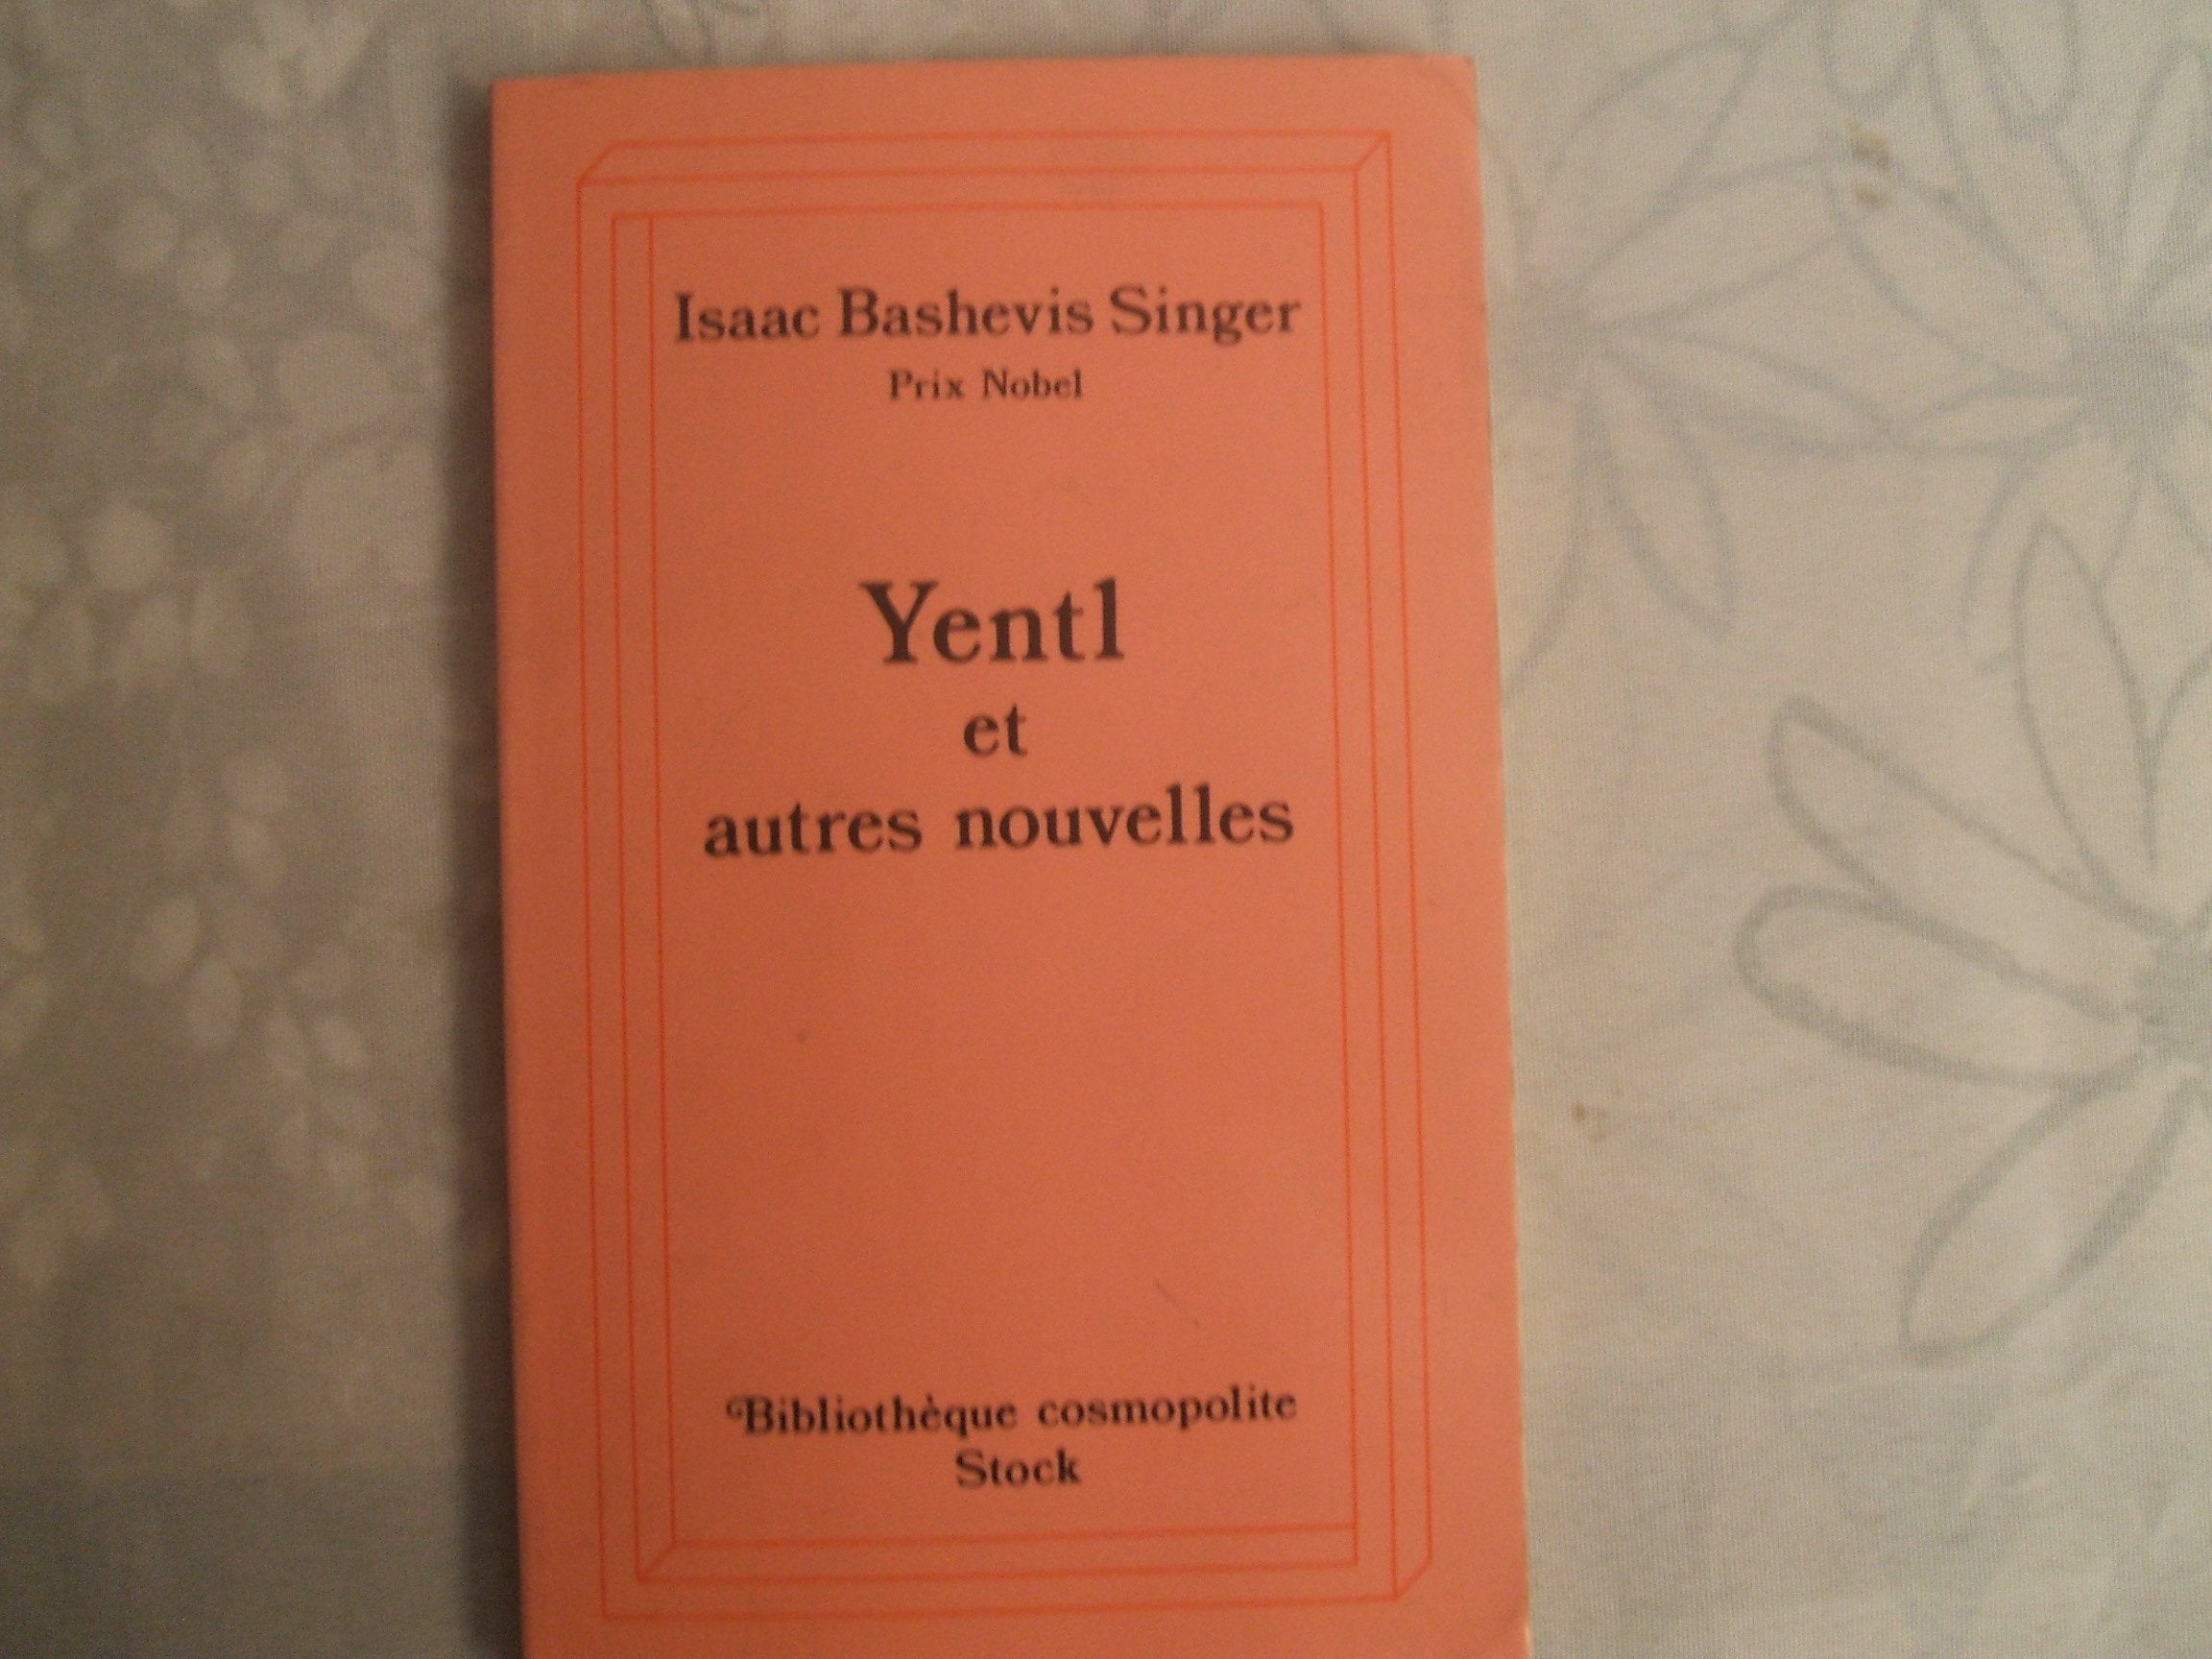 Isaac Bashevis Singer
Prix Nobel
Yentl
et
autres nouvelles
Bibliothèque cosmopolite
Stock